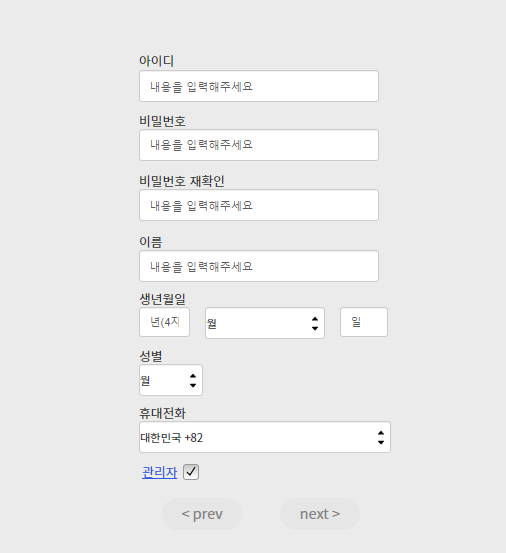 아이디
내용을 입력해주세요
비밀번호
내용을 입력해주세요
비밀번호 재확인
내용을 입력해주세요
이름
내용을 입력해주세요
생년월일
년(4지 월 일
성별
월
휴대전화
대한민국 +82
관리자
< prev next >